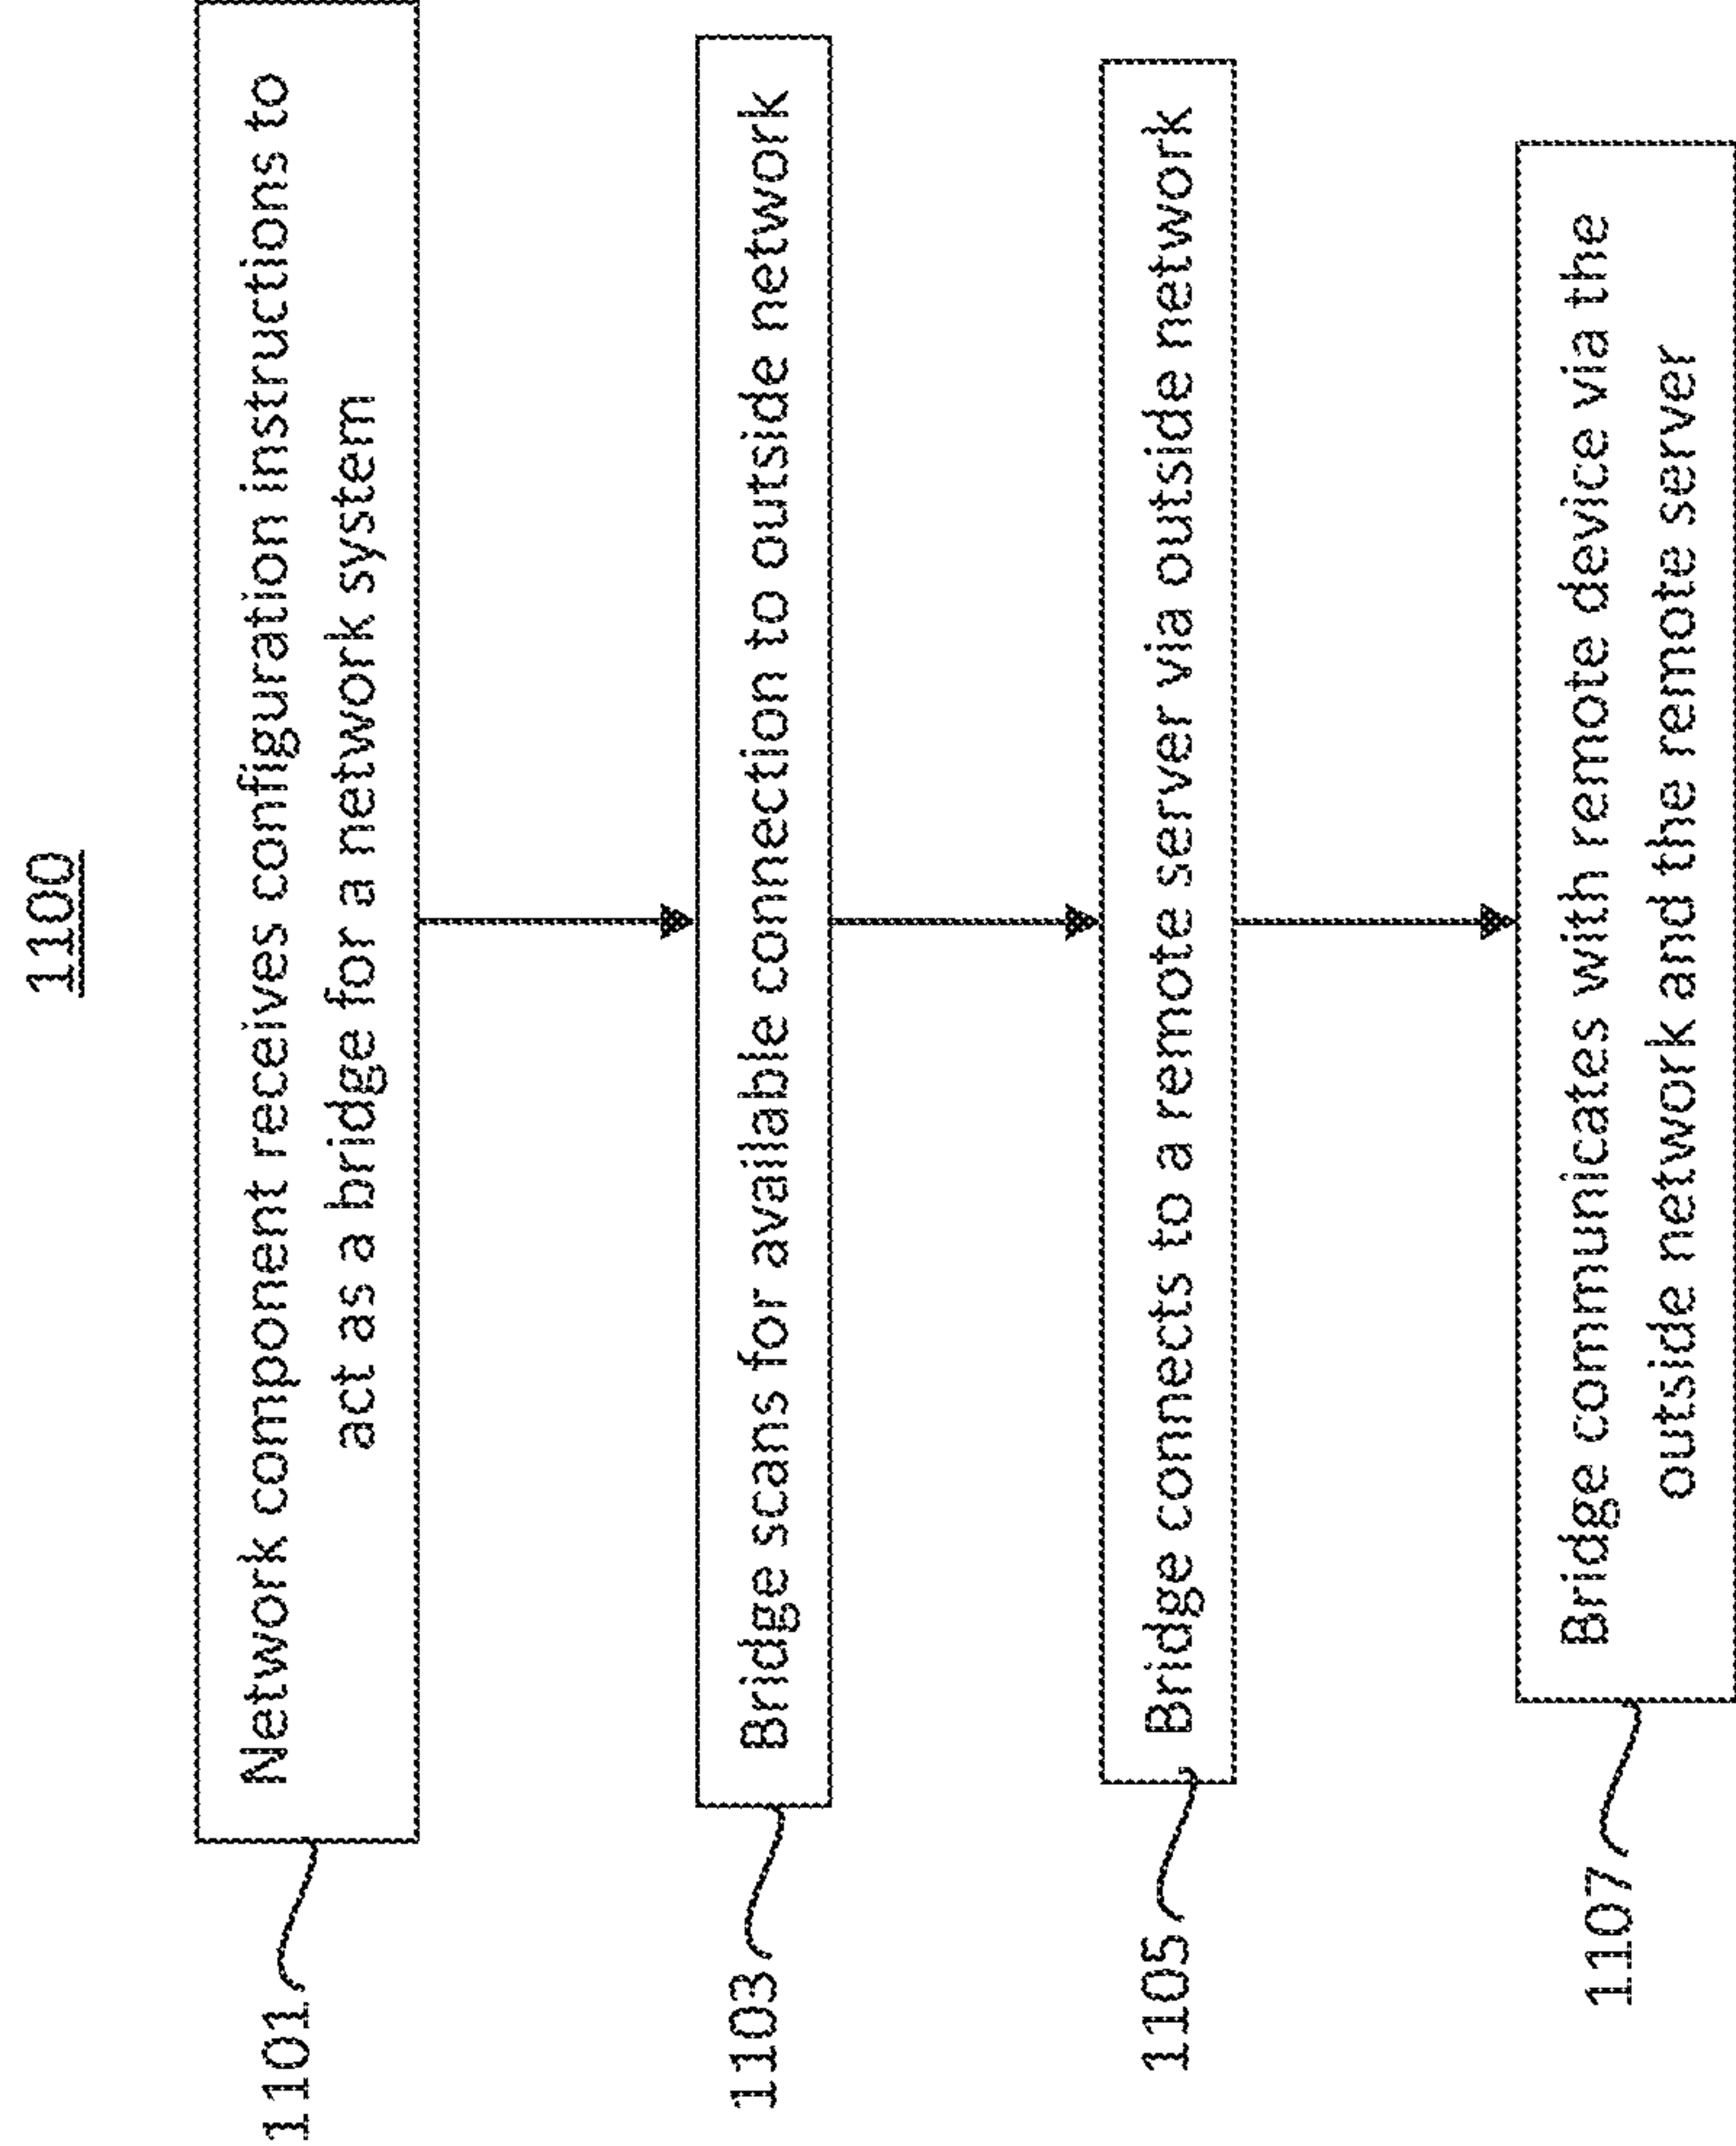 1100
1101
Network component receives configuration instructions to
act as a bridge for a network system
1103
Bridge scans for available connection to outside network
1105
Bridge connects to a remote server via outside network
1107
Bridge communicates with remote device via the
outside network and the remote server